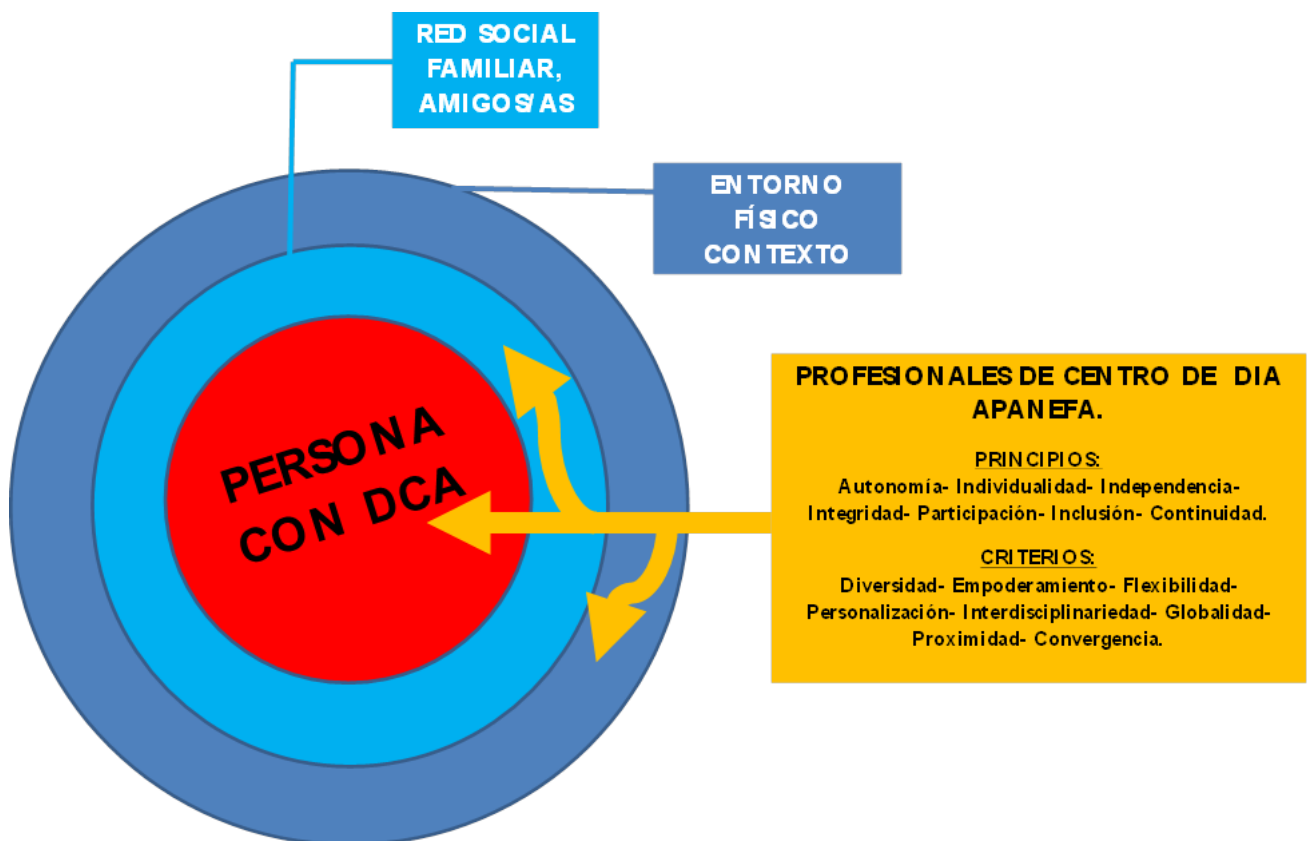 RED SOCIAL
FAMILIAR,
AMIGOS/AS
ENTORNO
FÍSICO
CONTEXTO
PERSONA
CON DCA
PROFESIONALES DE CENTRO DE DIA
APANEFA.
PRINCIPIOS:
Autonomía- Individualidad- Independencia-
Integridad- Participación- Inclusión- Continuidad.
CRITERIOS:
Diversidad- Empoderamiento- Flexibilidad-
Personalización- Interdisciplinariedad- Globalidad-
Proximidad- Convergencia.